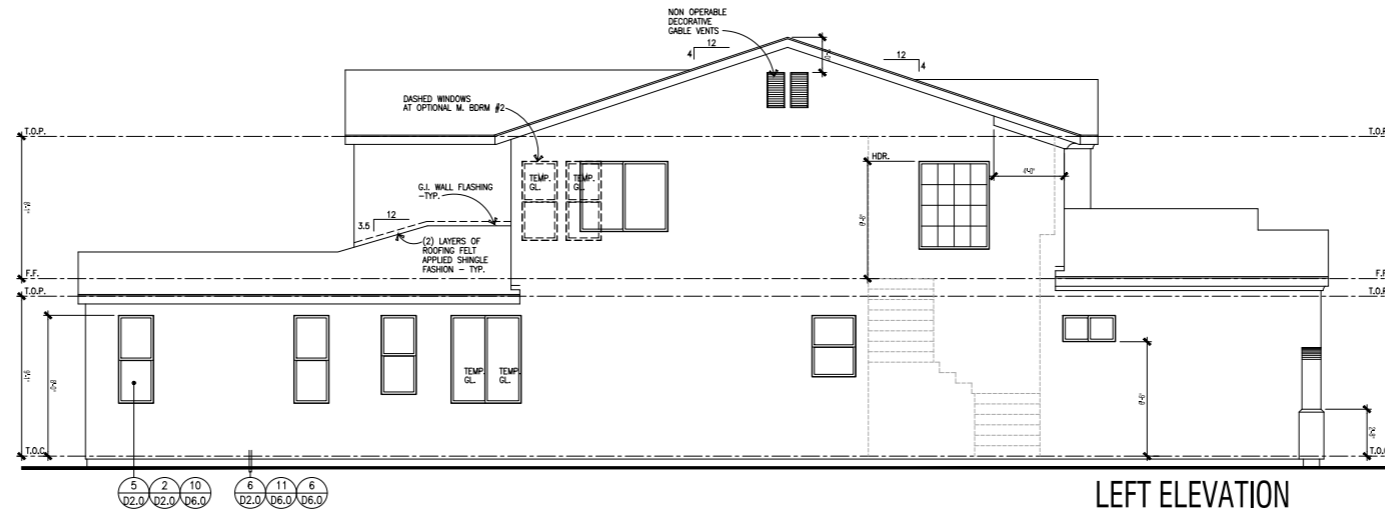 NON OPERABLE
DECORATIVE
GABLE VENTS
12
4
12
4
DASHED WINDOWS
AT OPTIONAL M. BDRM #2
T.O.P.
T.O.P.
HDR.
TEMP.
GL.
TEMP.
GL.
G.I. WALL FLASHING
-TYP.
12
3.5
(2) LAYERS OF
ROOFING FELT
APPLIED SHINGLE
FASHION - TYP.
F.F.
F.F.
T.O.P.
T.O.P.
TEMP.
GL.
TEMP.
GL.
T.O.C.
T.O.C.
5
D2.0
2
D2.0
10
D6.0
6
D2.0
11
D6.0
6
D6.0
LEFT ELEVATION